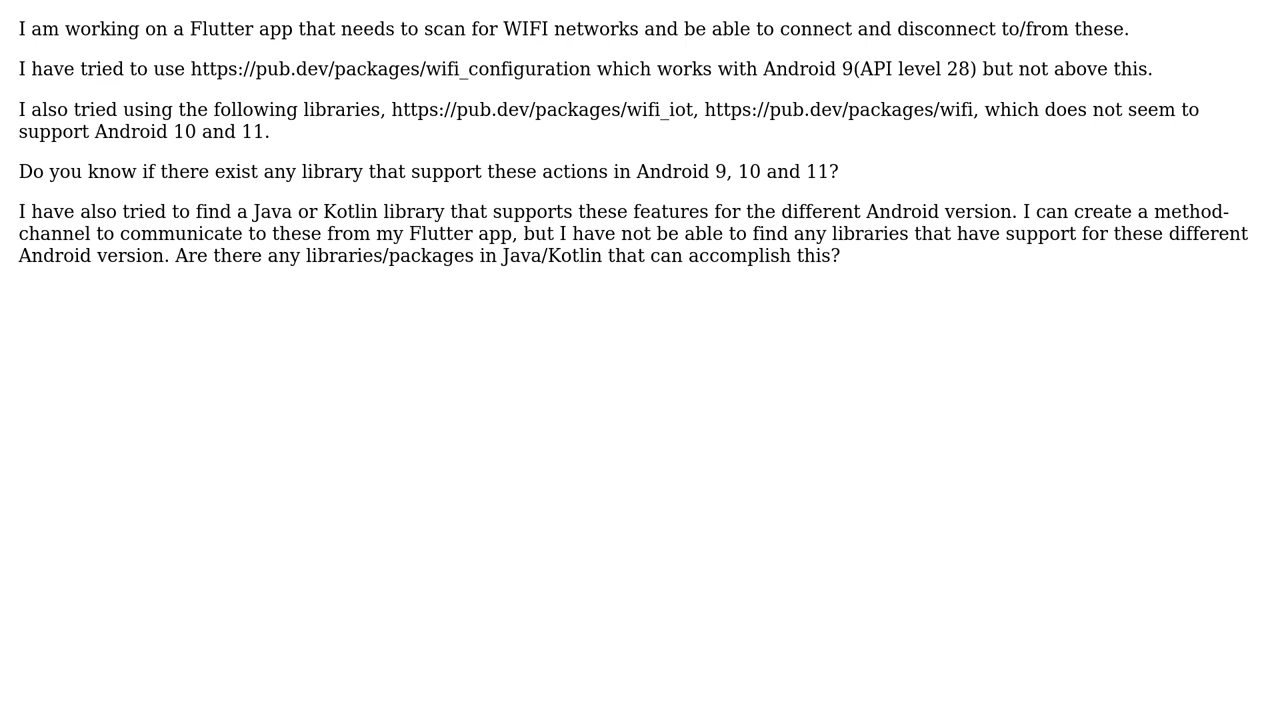 I am working on a Flutter app that needs to scan for WIFI networks and be able to connect and disconnect to/from these.
I have tried to use https://pub.dev/packages/wifi_configuration which works with Android 9(API level 28) but not above this.
I also tried using the following libraries, https://pub.dev/packages/wifi_iot, https://pub.dev/packages/wifi, which does not seem to
support Android 10 and 11.
Do you know if there exist any library that support these actions in Android 9, 10 and 11?
I have also tried to find a Java or Kotlin library that supports these features for the different Android version. I can create a method-
channel to communicate to these from my Flutter app, but I have not be able to find any libraries that have support for these different
Android version. Are there any libraries/packages in Java/Kotlin that can accomplish this?